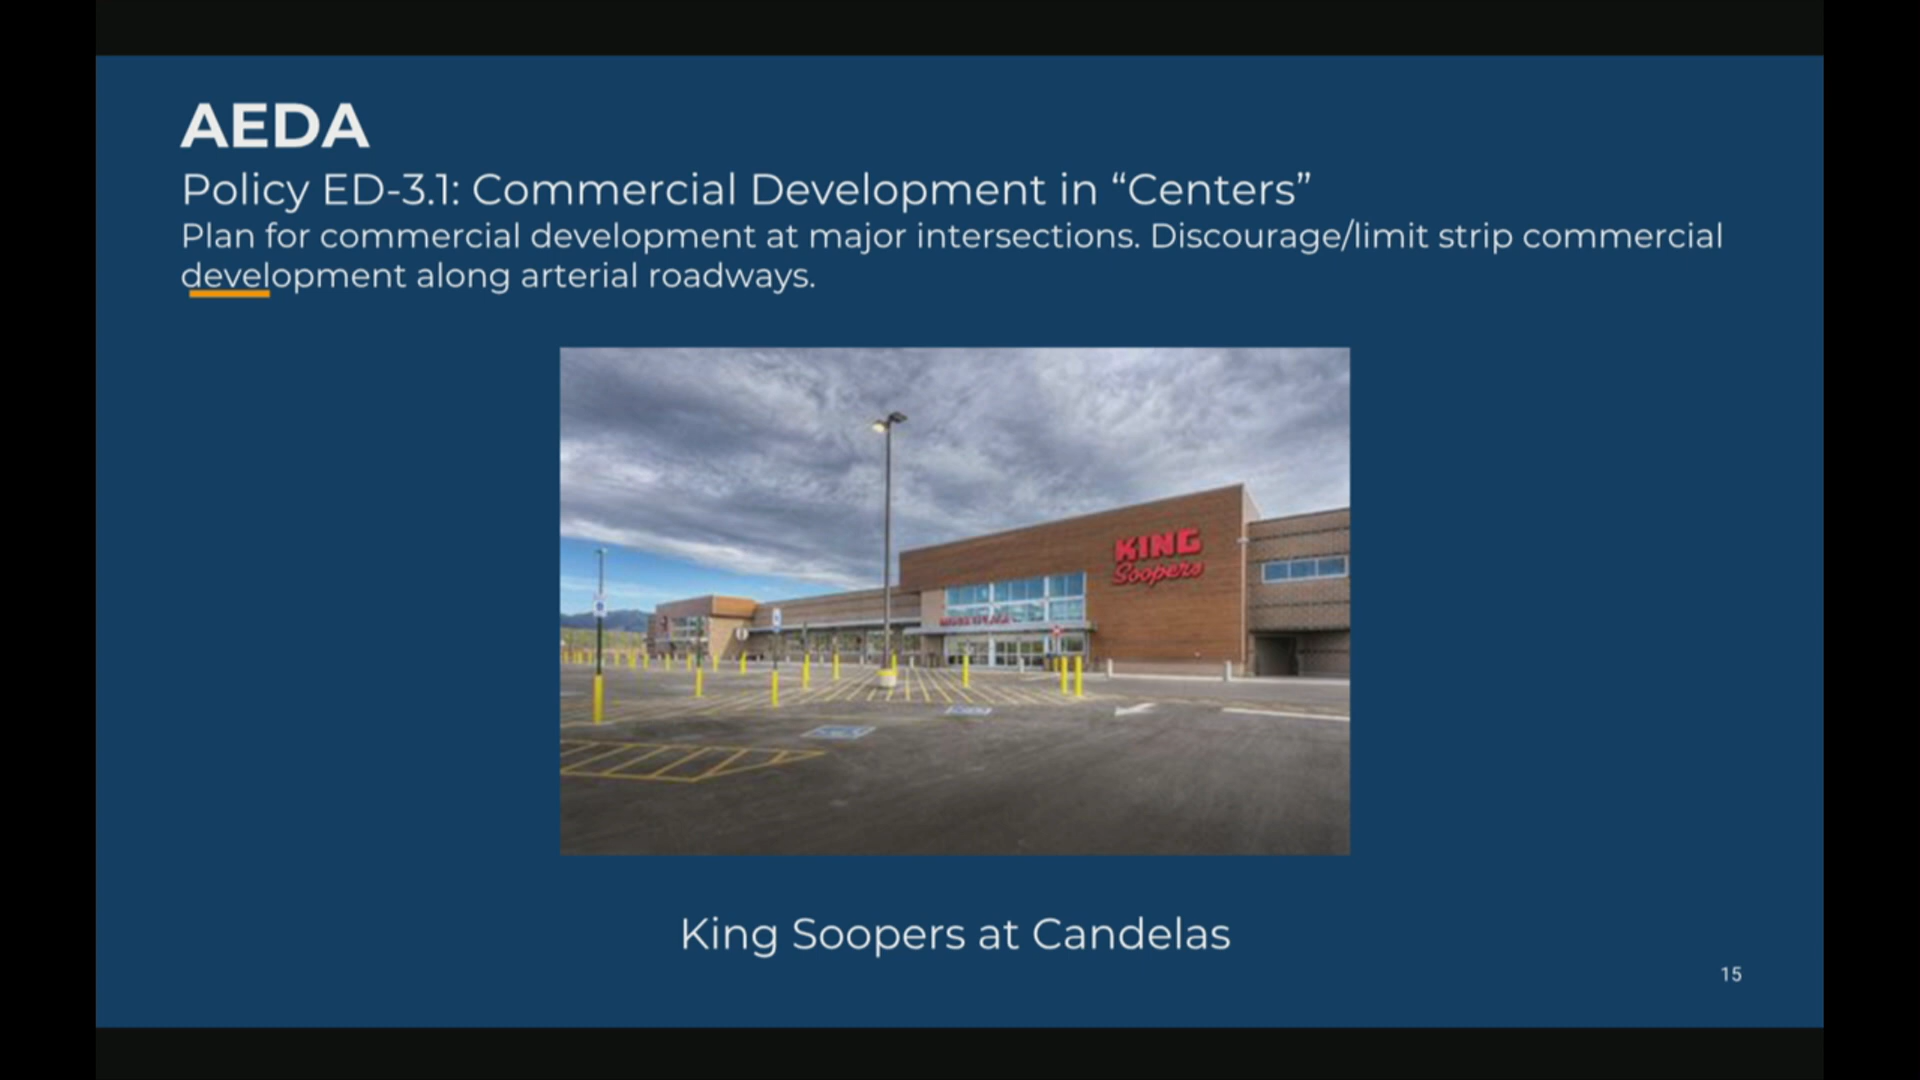 AEDA
Policy ED-3.1: Commercial Development in “Centers”
Plan for commercial development at major intersections. Discourage/limit strip commercial
development along arterial roadways.
KING
Soopers
King Soopers at Candelas
15